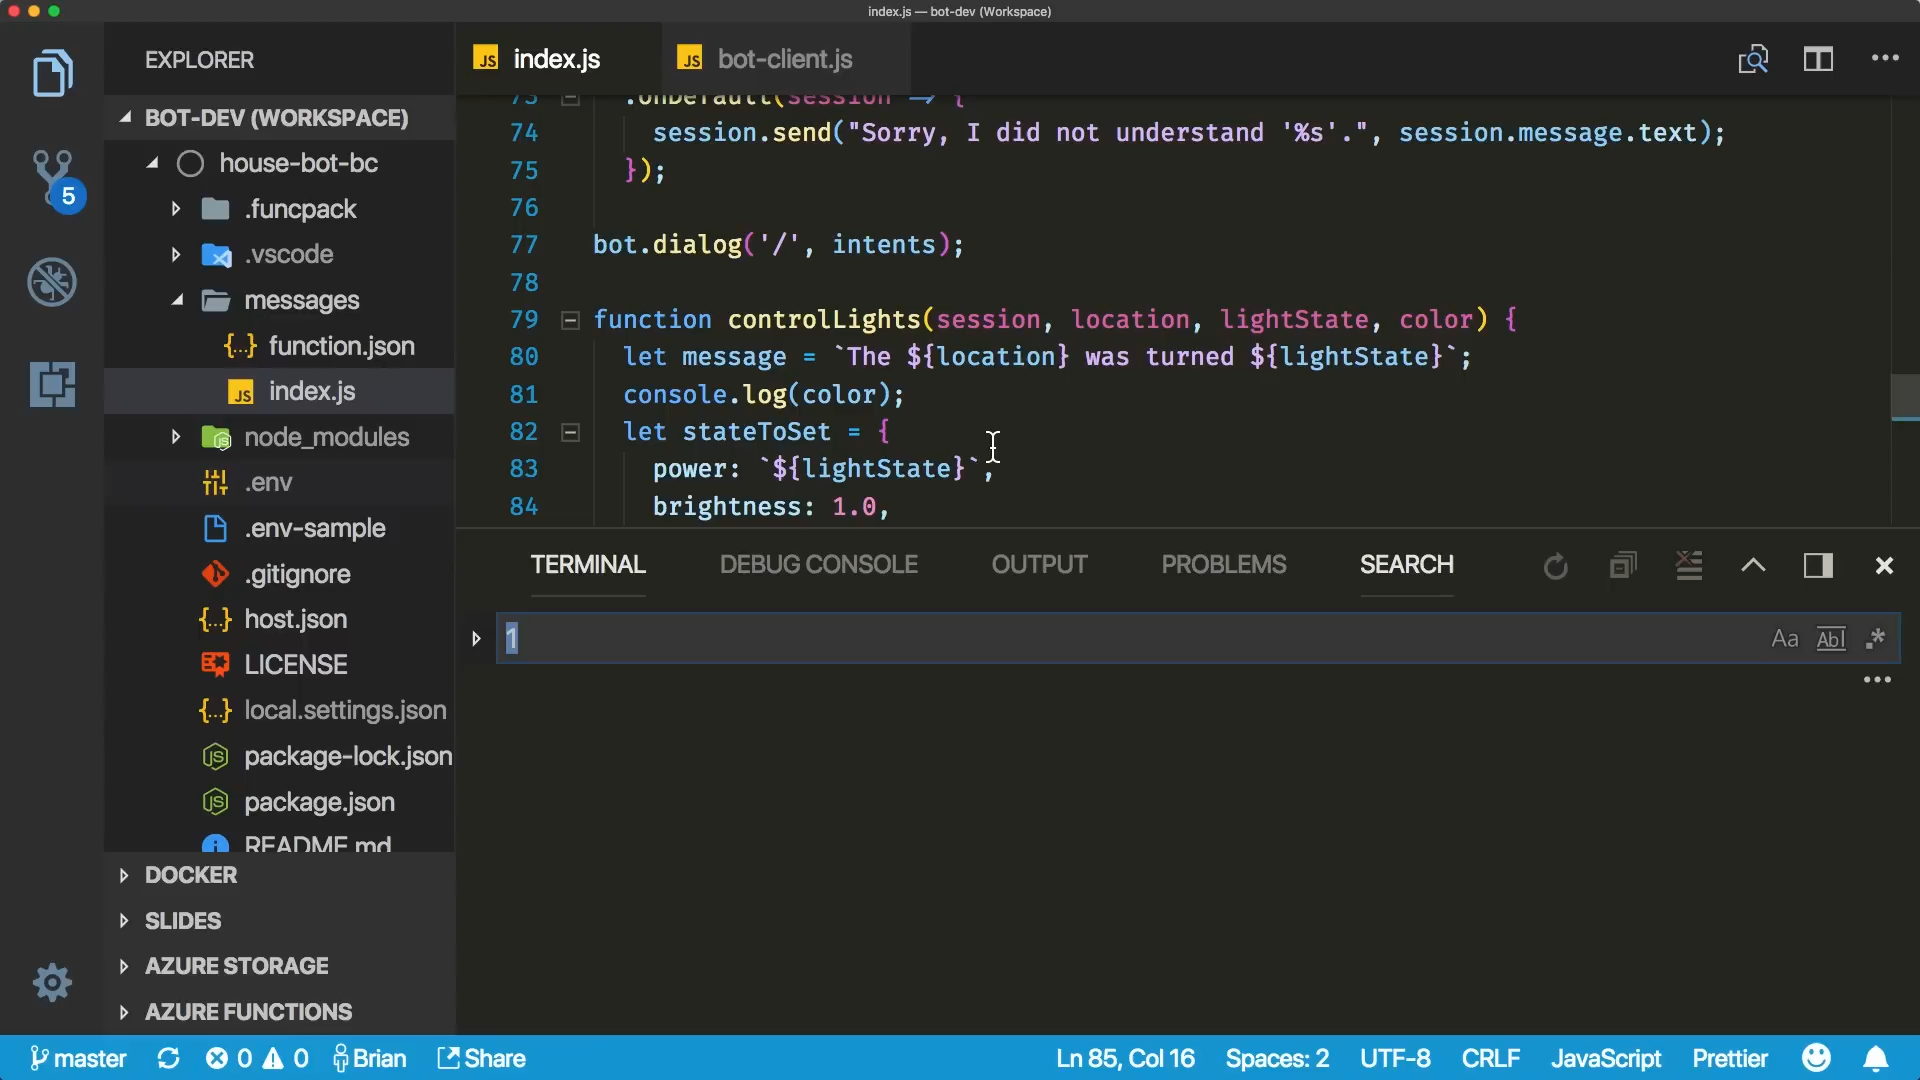 index.js — bot-dev (Workspace)
EXPLORER
BOT-DEV (WORKSPACE)
house-bot-bc
.funcpack
.vscode
messages
{..} function.json
JS index.js
node_modules
.env
.env-sample
.gitignore
{..} host.json
LICENSE
{..} local.settings.json
package-lock.json
package.json
README.md
DOCKER
SLIDES
AZURE STORAGE
AZURE FUNCTIONS
5
JS index.js
JS bot-client.js
73 .onDefault(session => {
74 session.send("Sorry, I did not understand '%s'.", session.message.text);
75 });
76
77 bot.dialog('/', intents);
78
79 function controlLights(session, location, lightState, color) {
80 let message = `The ${location} was turned ${lightState}`;
81 console.log(color);
82 let stateToSet = {
83 power: `${lightState}`,
84 brightness: 1.0,
TERMINAL DEBUG CONSOLE OUTPUT PROBLEMS SEARCH
1 Aa Abl .*
master 0 0 Brian Share Ln 85, Col 16 Spaces: 2 UTF-8 CRLF JavaScript Prettier